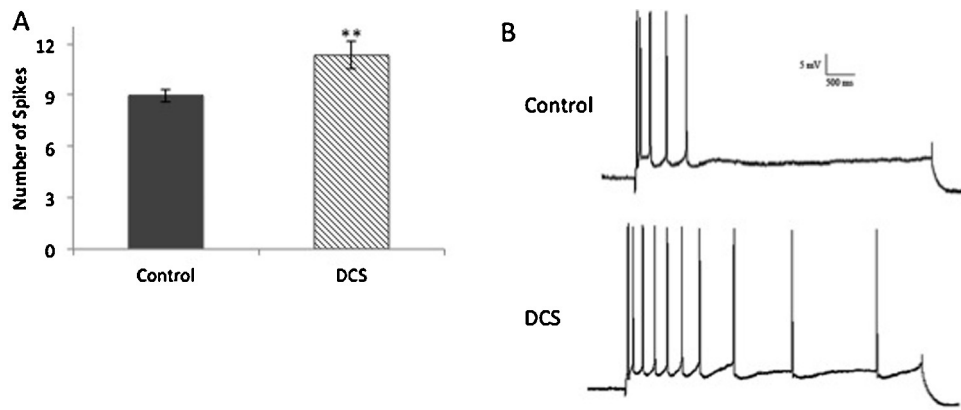 A
**
12
9
6
3
0
Number of Spikes
Control
DCS
B
5 mV
500 ms
Control
DCS